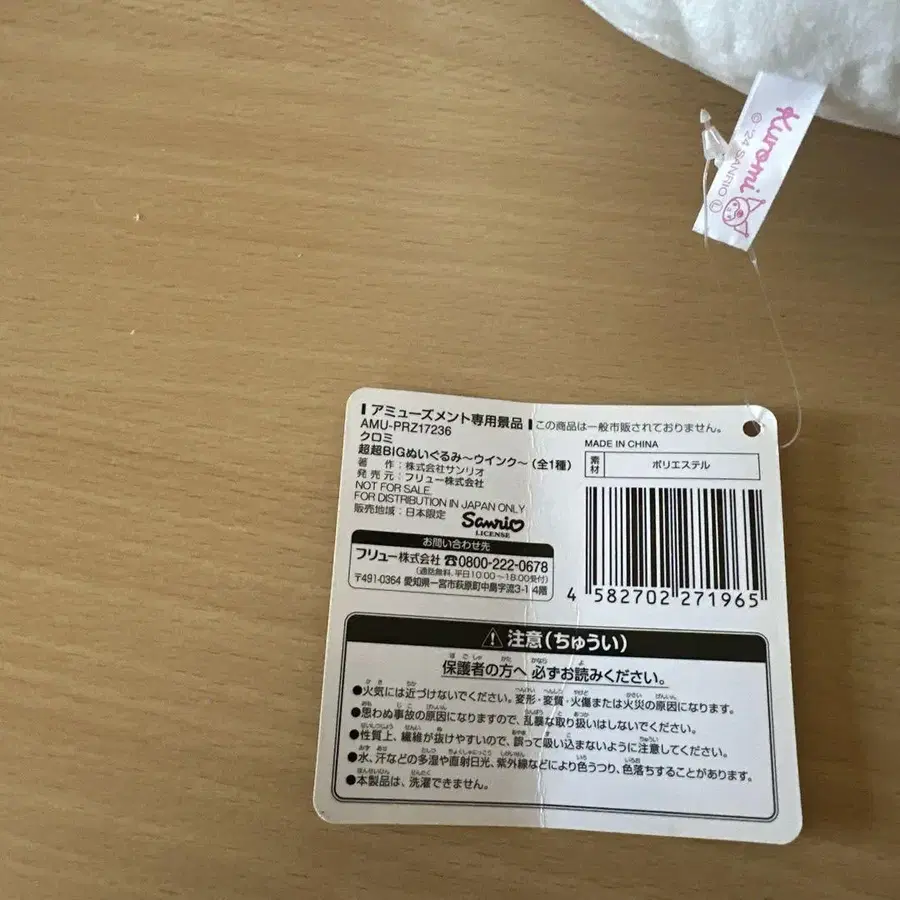 Kuromi
© '24 SANRIO Ⓛ
アミューズメント専用景品
この商品は一般市販されておりません。
AMU-PRZ17236
クロミ
超超BIGぬいぐるみ〜ウインク〜(全1種)
著作:株式会社サンリオ
発売元:フリュー株式会社
NOT FOR SALE.
FOR DISTRIBUTION IN JAPAN ONLY
販売地域:日本限定
Sanrio
LICENSE
MADE IN CHINA
素材 ポリエステル
お問い合わせ先
フリュー株式会社 ☎0800-222-0678
(通話無料、平日10:00〜18:00受付)
〒491-0364 愛知県一宮市萩原町中島字流3-1 4階
4 582702 271965
⚠注意(ちゅうい)
保護者の方へ 必ずお読みください。
●火気には近づけないでください。変形・変質・火傷または火災の原因になります。
●思わぬ事故の原因になりますので、乱暴な取り扱いはしないでください。
●性質上、繊維が抜けやすいので、誤って吸い込まないように注意してください。
●水、汗などの多湿や直射日光、紫外線などにより色うつり、色落ちすることがあります。
●本製品は、洗濯できません。